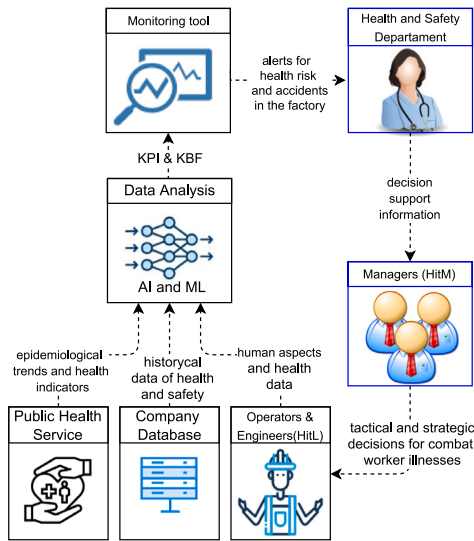 Monitoring tool
Health and Safety
Departament
alerts for
health risk
and accidents
in the factory
KPI & KBF
Data Analysis
AI and ML
decision
support
information
Managers (HitM)
epidemiological
trends and health
indicators
historycal
data of health
and safety
human aspects
and health
data
tactical and strategic
decisions for combat
worker illnesses
Public Health
Service
Company
Database
Operators &
Engineers(HitL)